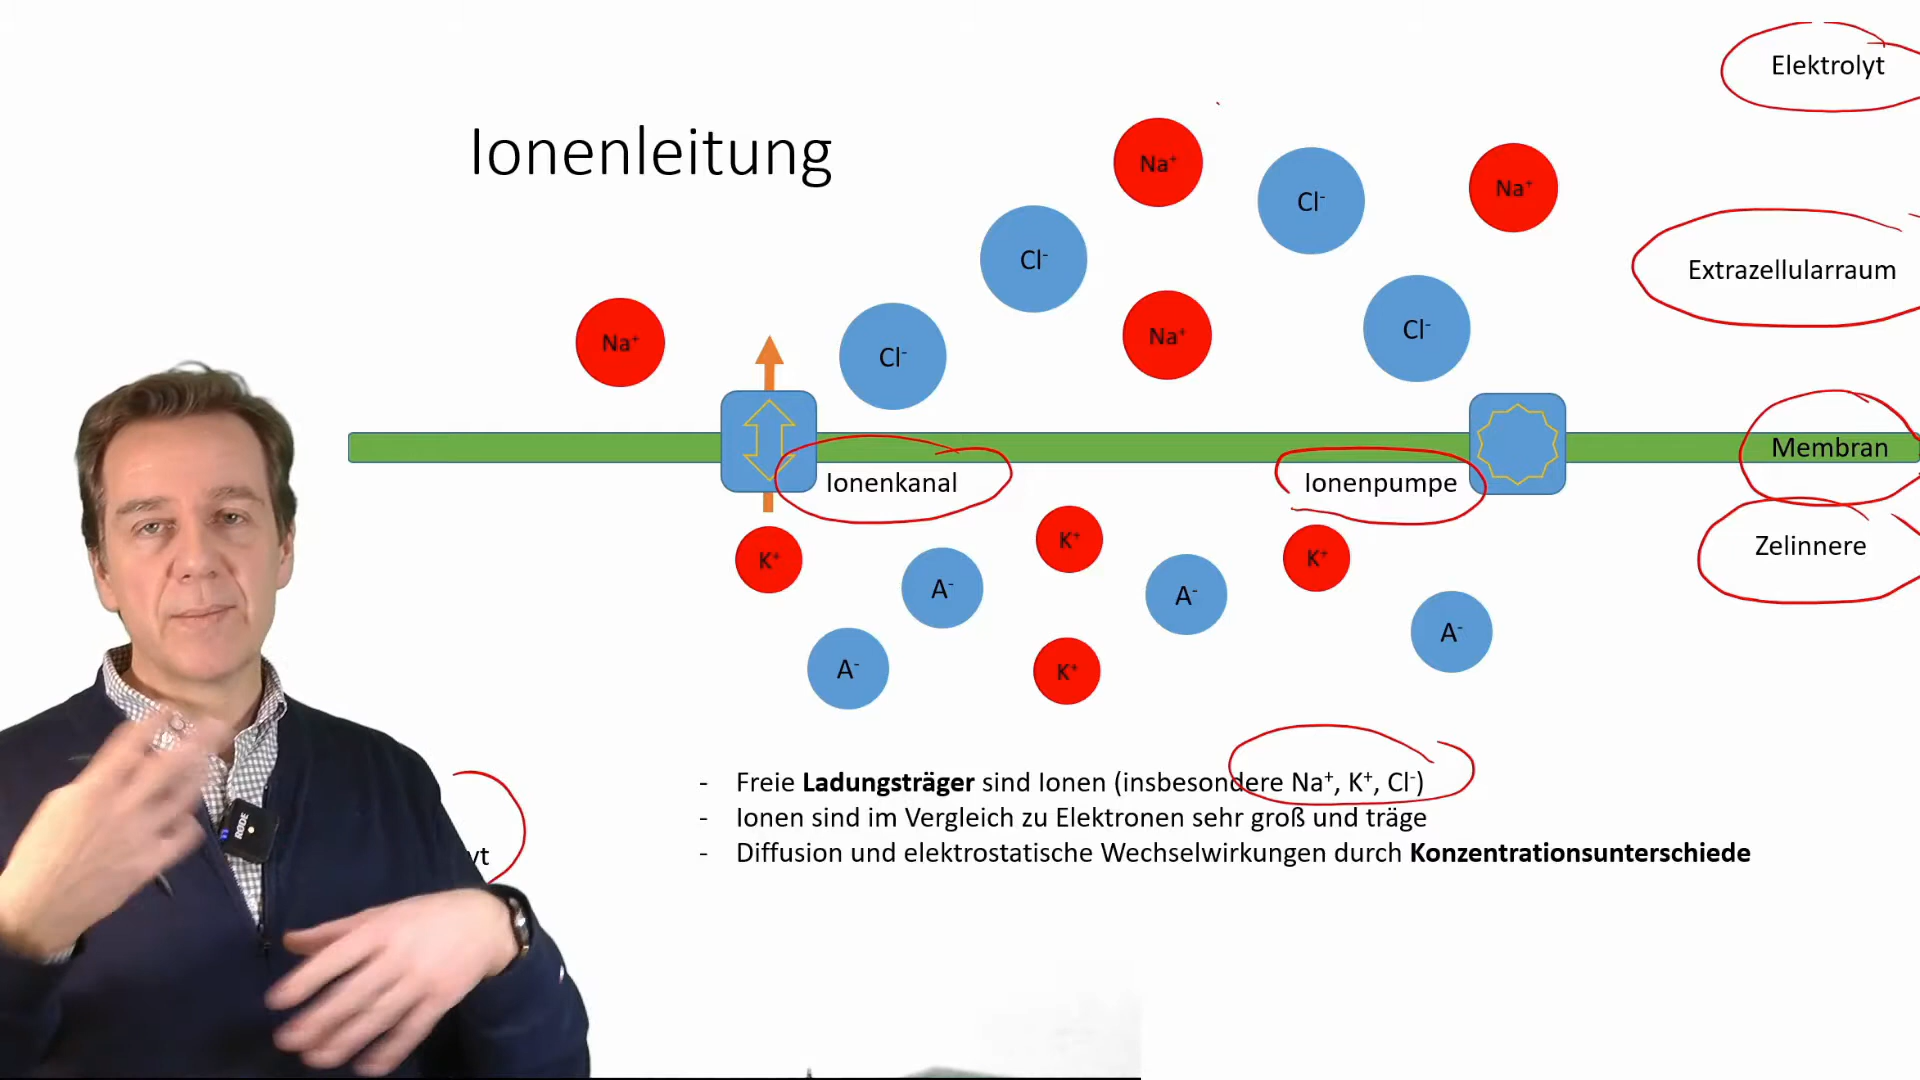 Elektrolyt
Ionenleitung
Na⁺
Cl⁻
Na⁺
Cl⁻
Extrazellularraum
Na⁺
Cl⁻
Na⁺
Cl⁻
Membran
Ionenkanal
Ionenpumpe
Zelinnere
K⁺
A⁻
K⁺
A⁻
K⁺
A⁻
A⁻
K⁺
- Freie Ladungsträger sind Ionen (insbesondere Na⁺, K⁺, Cl⁻)
- Ionen sind im Vergleich zu Elektronen sehr groß und träge
- Diffusion und elektrostatische Wechselwirkungen durch Konzentrationsunterschiede
yt
RØDE